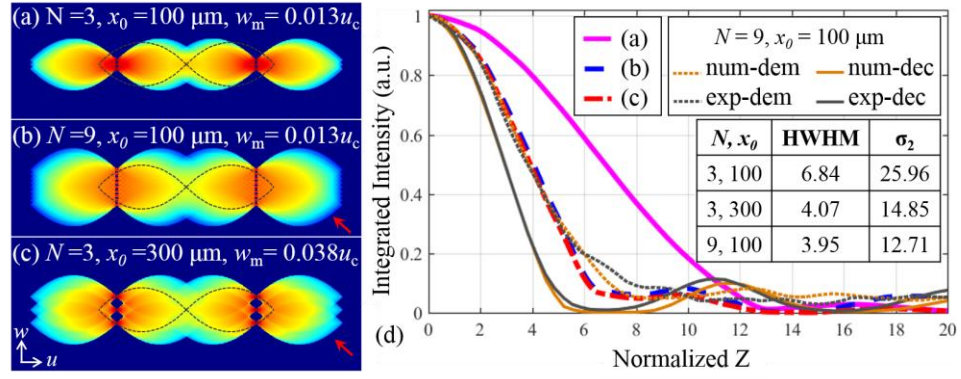 (a) N=3, x₀ = 100 μm, wₘ= 0.013u꜀
(b) N=9, x₀=100 μm, wₘ= 0.013u꜀
(c) N=3, x₀=300 μm, wₘ = 0.038u꜀
w
u
Integrated Intensity (a.u.)
1
0.8
0.6
0.4
0.2
0
0 2 4 6 8 10 12 14 16 18 20
Normalized Z
(d)
(a)
(b)
(c)
N = 9, x₀ = 100 μm
num-dem num-dec
exp-dem exp-dec
N, x₀ HWHM σ₂
3, 100 6.84 25.96
3, 300 4.07 14.85
9, 100 3.95 12.71